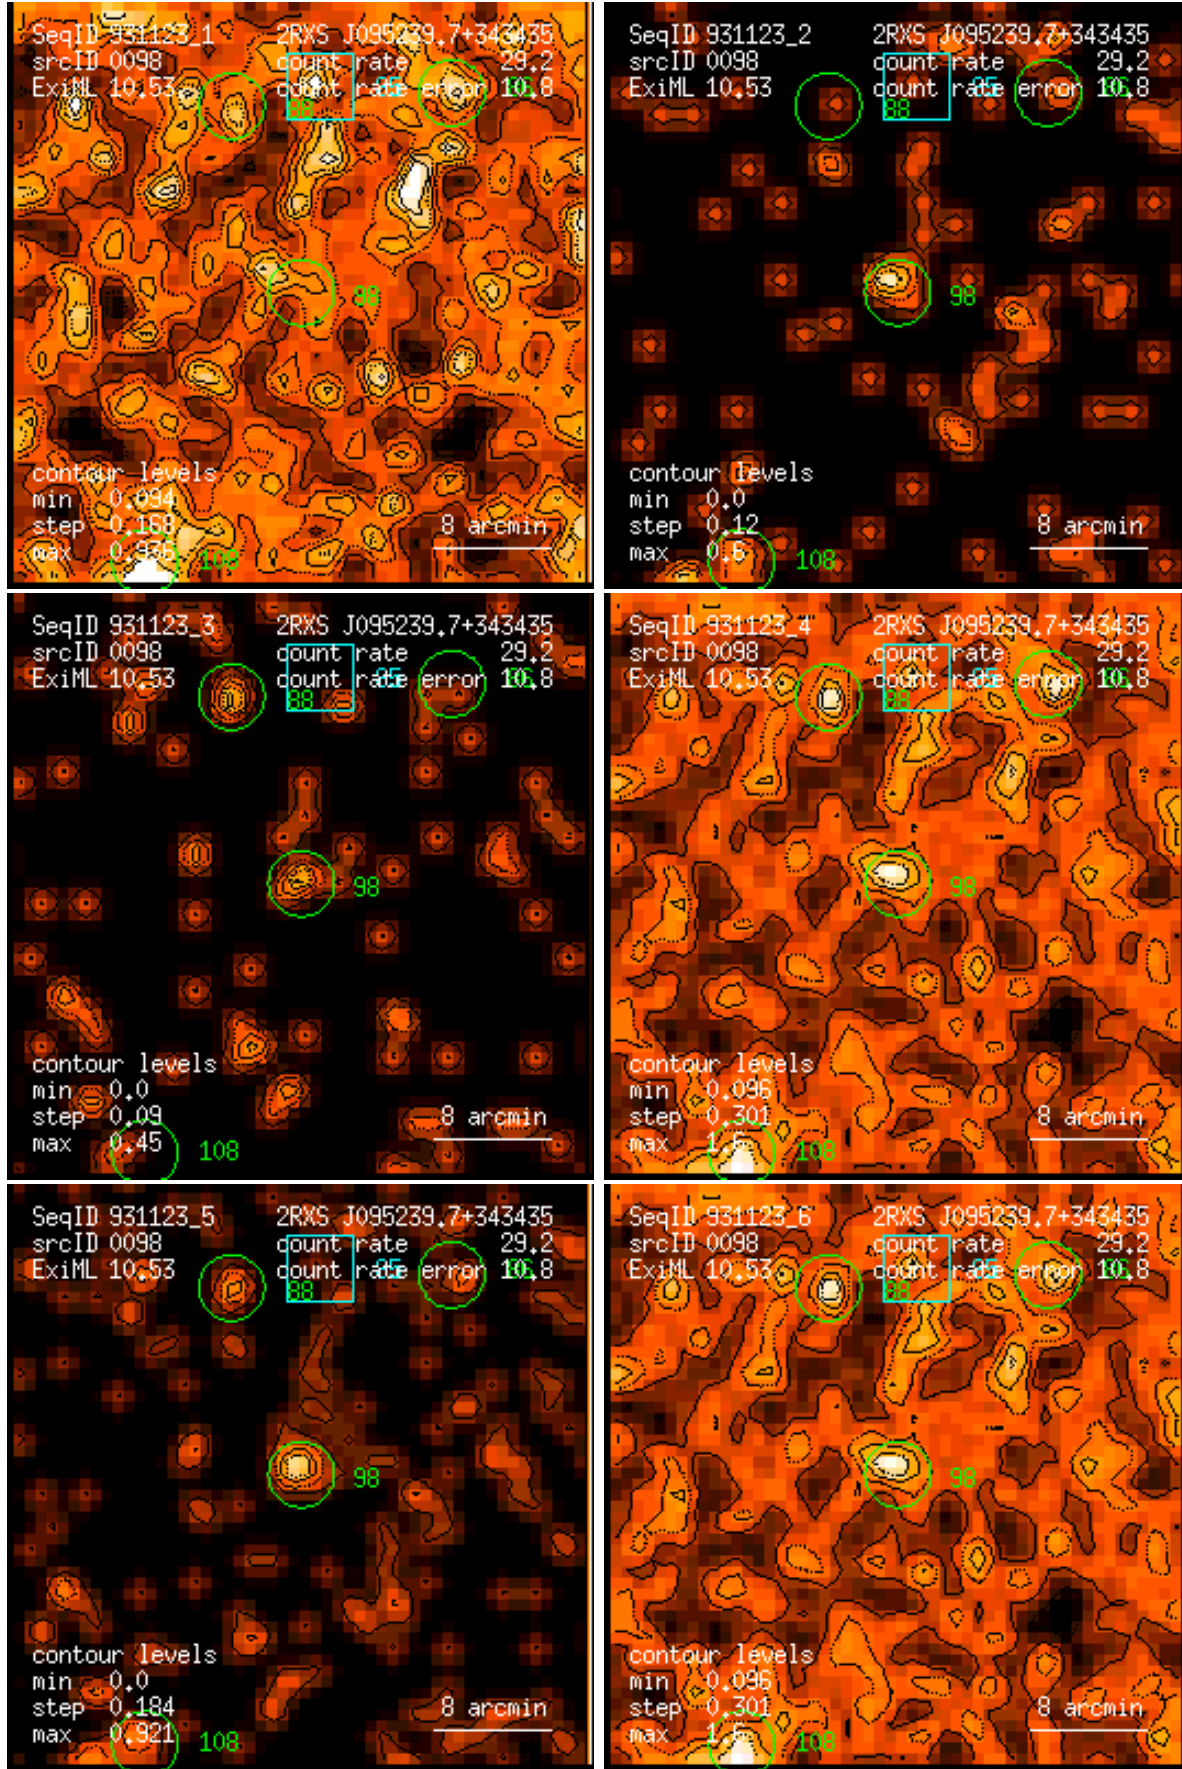 SeqID 931123_1 2RXS J095239.7+343435
srcID 0098 count rate 29.2
ExiML 10.53 count rate error 10.8
88
98
contour levels
min 0.094
step 0.168 8 arcmin
max 0.936
108
SeqID 931123_2 2RXS J095239.7+343435
srcID 0098 count rate 29.2
ExiML 10.53 count rate error 10.8
88
98
contour levels
min 0.0
step 0.12 8 arcmin
max 0.6
108
SeqID 931123_3 2RXS J095239.7+343435
srcID 0098 count rate 29.2
ExiML 10.53 count rate error 10.8
88
98
contour levels
min 0.0
step 0.09 8 arcmin
max 0.45
108
SeqID 931123_4 2RXS J095239.7+343435
srcID 0098 count rate 29.2
ExiML 10.53 count rate error 10.8
88
98
contour levels
min 0.096
step 0.301 8 arcmin
max 1.6
108
SeqID 931123_5 2RXS J095239.7+343435
srcID 0098 count rate 29.2
ExiML 10.53 count rate error 10.8
88
98
contour levels
min 0.0
step 0.184 8 arcmin
max 0.921
108
SeqID 931123_6 2RXS J095239.7+343435
srcID 0098 count rate 29.2
ExiML 10.53 count rate error 10.8
88
98
contour levels
min 0.096
step 0.301 8 arcmin
max 1.6
108